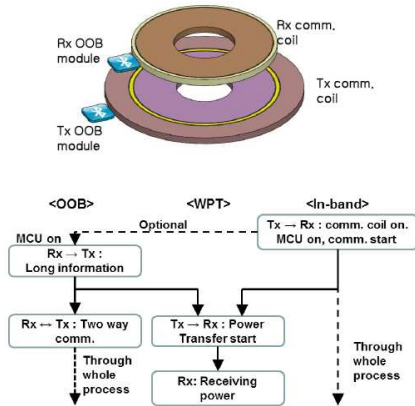 Rx comm.
coil
Rx OOB
module
Tx comm.
coil
Tx OOB
module
<OOB>
<WPT>
<In-band>
Optional
Tx → Rx : comm. coil on.
MCU on, comm. start
MCU on
Rx → Tx :
Long information
Rx ↔ Tx : Two way
comm.
Tx → Rx : Power
Transfer start
Through
whole
process
Through
whole
process
Rx: Receiving
power